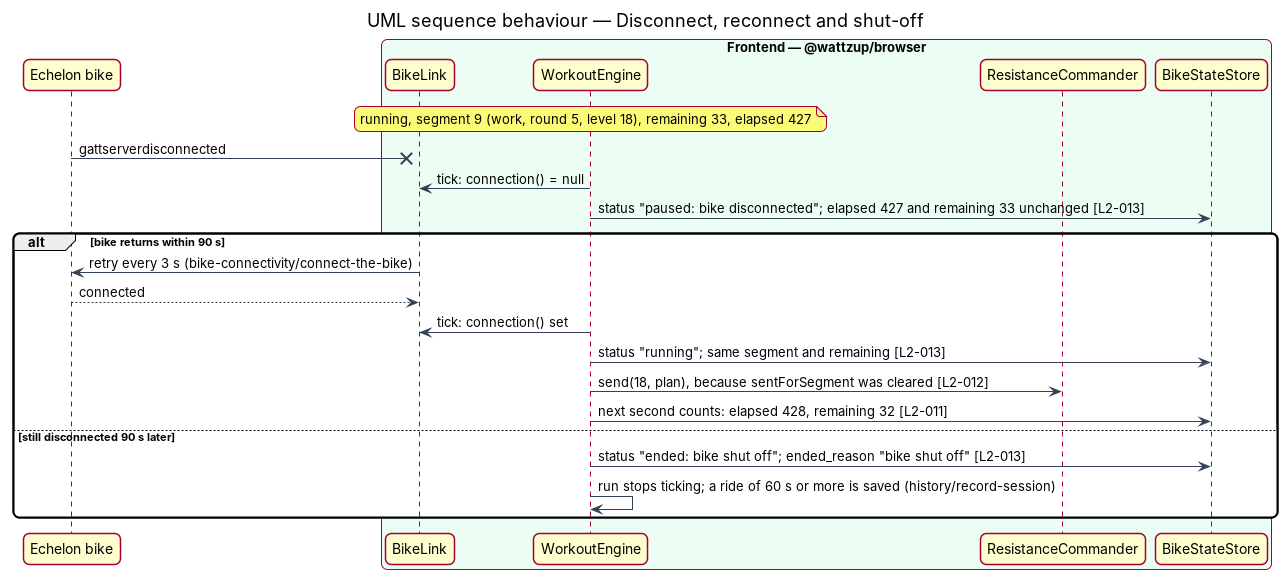 UML sequence behaviour — Disconnect, reconnect and shut-off
Frontend — @wattzup/browser
Echelon bike
BikeLink
WorkoutEngine
ResistanceCommander
BikeStateStore
running, segment 9 (work, round 5, level 18), remaining 33, elapsed 427
gattserverdisconnected
tick: connection() = null
status "paused: bike disconnected"; elapsed 427 and remaining 33 unchanged [L2-013]
alt
[bike returns within 90 s]
retry every 3 s (bike-connectivity/connect-the-bike)
connected
tick: connection() set
status "running"; same segment and remaining [L2-013]
send(18, plan), because sentForSegment was cleared [L2-012]
next second counts: elapsed 428, remaining 32 [L2-011]
[still disconnected 90 s later]
status "ended: bike shut off"; ended_reason "bike shut off" [L2-013]
run stops ticking; a ride of 60 s or more is saved (history/record-session)
Echelon bike
BikeLink
WorkoutEngine
ResistanceCommander
BikeStateStore